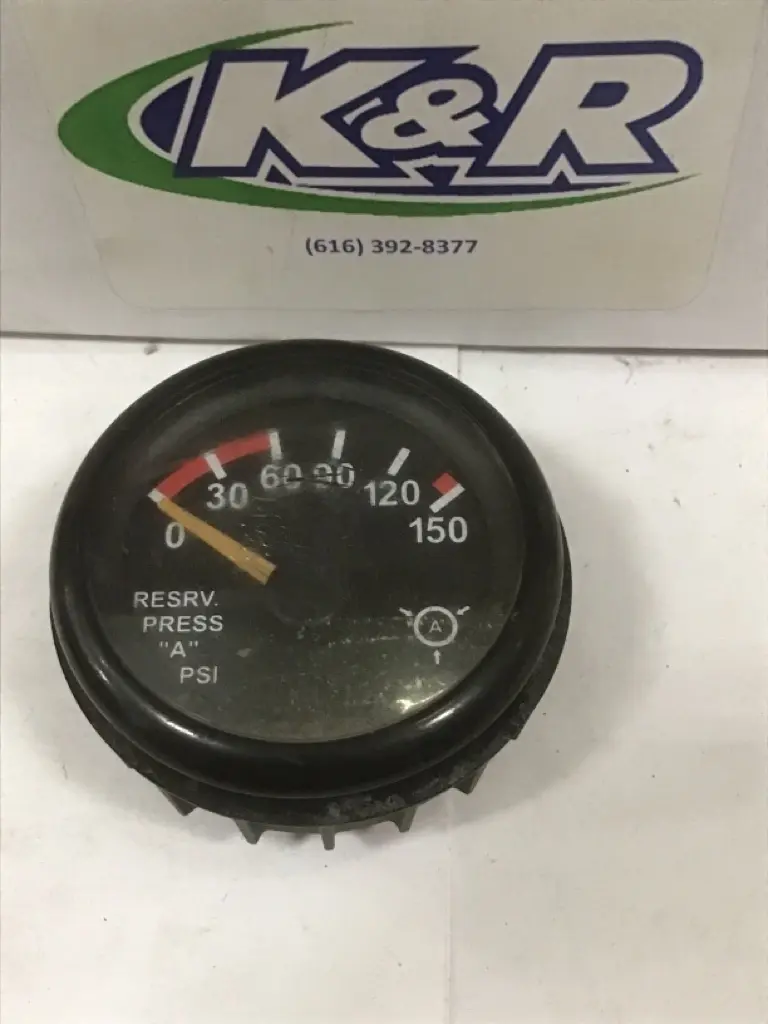 K&R
(616) 392-8377
0 30 60 90 120 150
RESRV.
PRESS
"A"
PSI
A